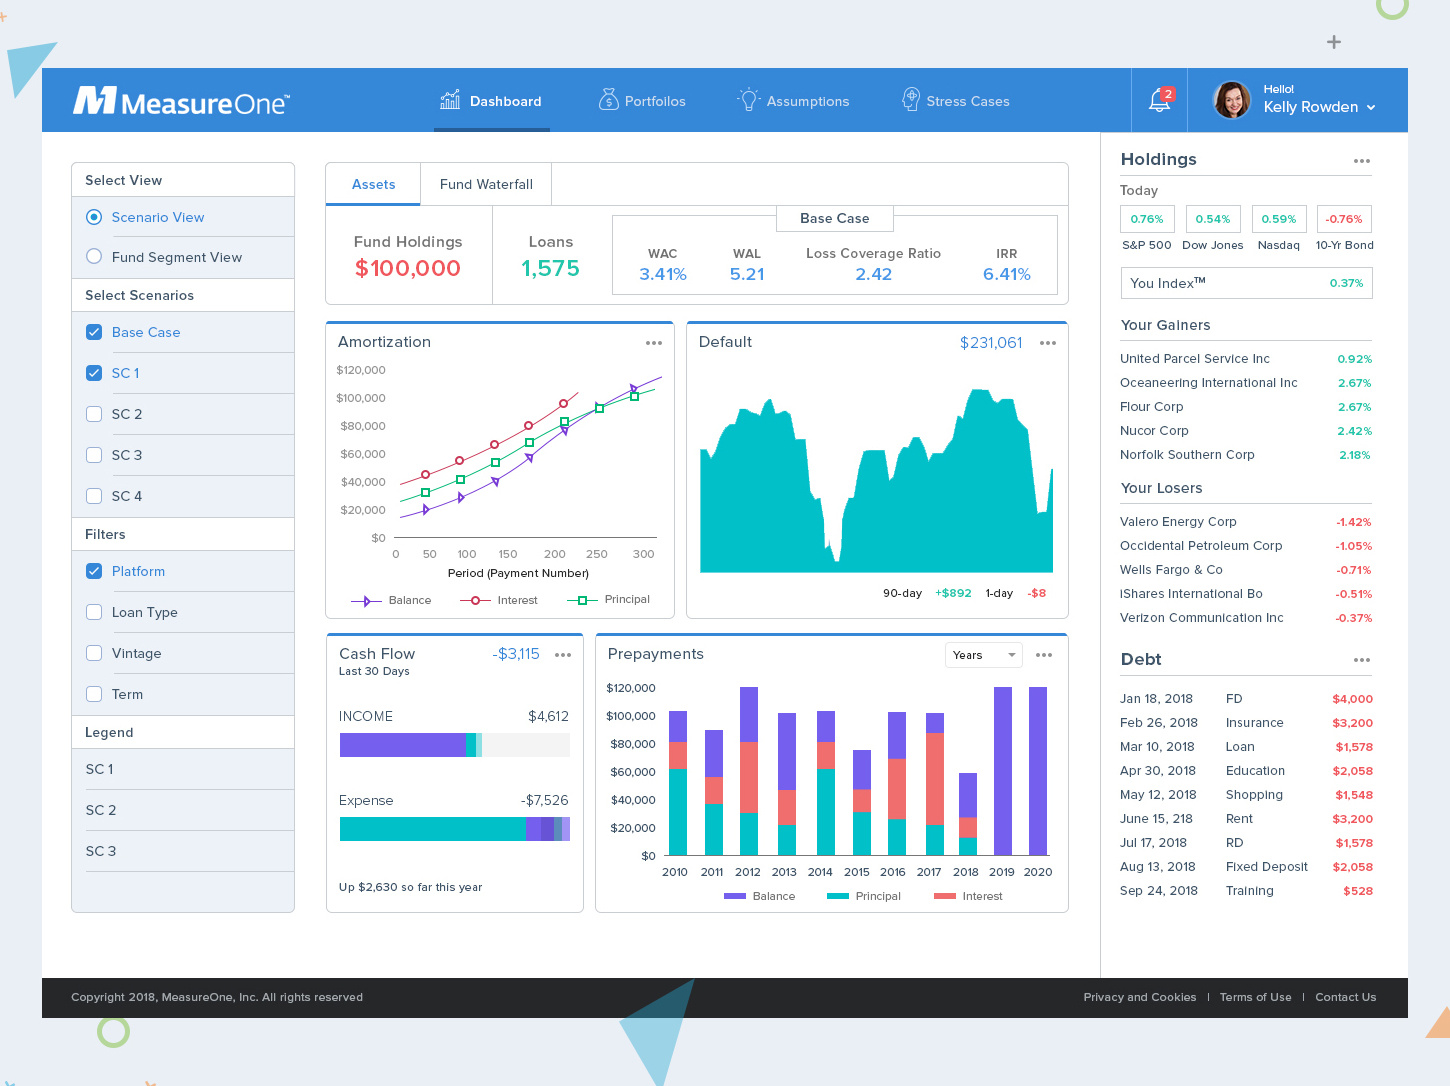 MeasureOne™
Dashboard
Portfoilos
Assumptions
Stress Cases
2
Hello!
Kelly Rowden
Select View
Scenario View
Fund Segment View
Select Scenarios
Base Case
SC 1
SC 2
SC 3
SC 4
Filters
Platform
Loan Type
Vintage
Term
Legend
SC 1
SC 2
SC 3
Assets
Fund Waterfall
Fund Holdings
$100,000
Loans
1,575
Base Case
WAC
3.41%
WAL
5.21
Loss Coverage Ratio
2.42
IRR
6.41%
Amortization
$120,000
$100,000
$80,000
$60,000
$40,000
$20,000
$0
0 50 100 150 200 250 300
Period (Payment Number)
Balance Interest Principal
Default $231,061
90-day +$892 1-day -$8
Cash Flow -$3,115
Last 30 Days
INCOME $4,612
Expense -$7,526
Up $2,630 so far this year
Prepayments Years
$120,000
$100,000
$80,000
$60,000
$40,000
$20,000
$0
2010 2011 2012 2013 2014 2015 2016 2017 2018 2019 2020
Balance Principal Interest
Holdings
Today
0.76% 0.54% 0.59% -0.76%
S&P 500 Dow Jones Nasdaq 10-Yr Bond
You Index™ 0.37%
Your Gainers
United Parcel Service Inc 0.92%
Oceaneering International Inc 2.67%
Flour Corp 2.67%
Nucor Corp 2.42%
Norfolk Southern Corp 2.18%
Your Losers
Valero Energy Corp -1.42%
Occidental Petroleum Corp -1.05%
Wells Fargo & Co -0.71%
IShares International Bo -0.51%
Verizon Communication Inc -0.37%
Debt
Jan 18, 2018 FD $4,000
Feb 26, 2018 Insurance $3,200
Mar 10, 2018 Loan $1,578
Apr 30, 2018 Education $2,058
May 12, 2018 Shopping $1,548
June 15, 218 Rent $3,200
Jul 17, 2018 RD $1,578
Aug 13, 2018 Fixed Deposit $2,058
Sep 24, 2018 Training $528
Copyright 2018, MeasureOne, Inc. All rights reserved
Privacy and Cookies | Terms of Use | Contact Us